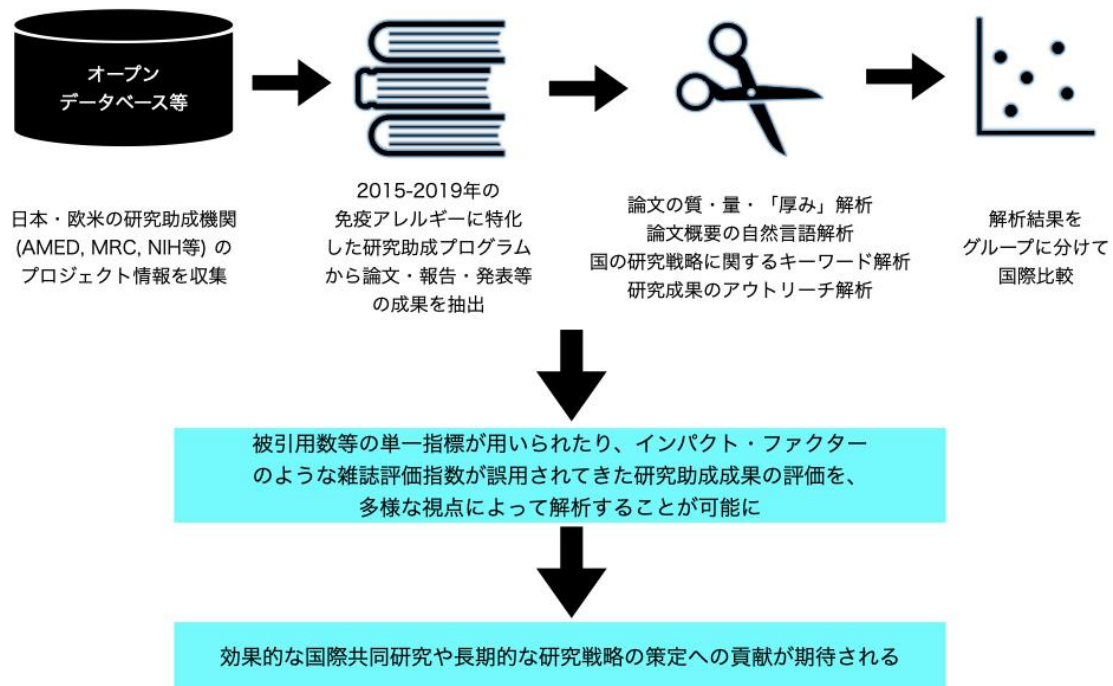 オープン
データベース等
日本・欧米の研究助成機関
(AMED, MRC, NIH等) の
プロジェクト情報を収集
2015-2019年の
免疫アレルギーに特化
した研究助成プログラム
から論文・報告・発表等
の成果を抽出
論文の質・量・「厚み」解析
論文概要の自然言語解析
国の研究戦略に関するキーワード解析
研究成果のアウトリーチ解析
解析結果を
グループに分けて
国際比較
被引用数等の単一指標が用いられたり、インパクト・ファクター
のような雑誌評価指数が誤用されてきた研究助成成果の評価を、
多様な視点によって解析することが可能に
効果的な国際共同研究や長期的な研究戦略の策定への貢献が期待される